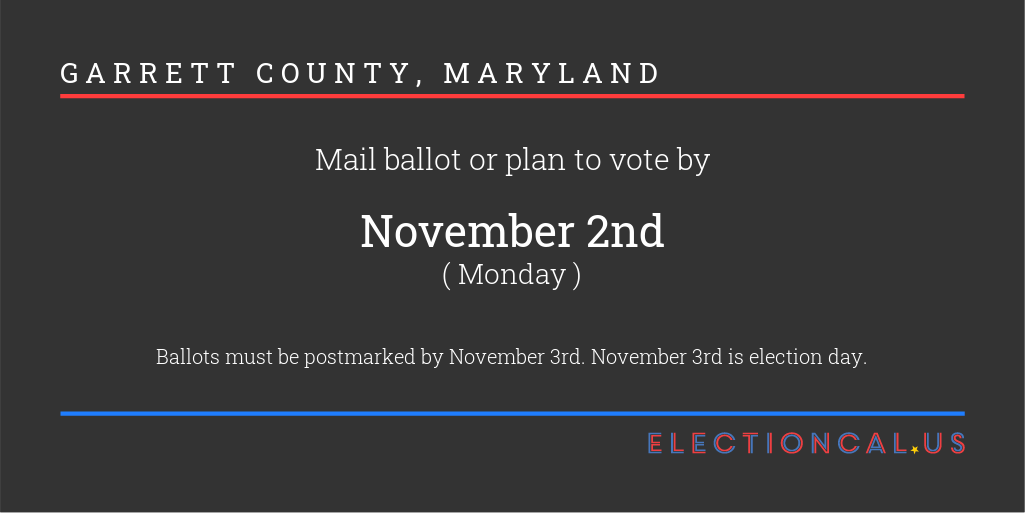 GARRETT COUNTY, MARYLAND
Mail ballot or plan to vote by
November 2nd
( Monday )
Ballots must be postmarked by November 3rd. November 3rd is election day.
ELECTIONCAL.US